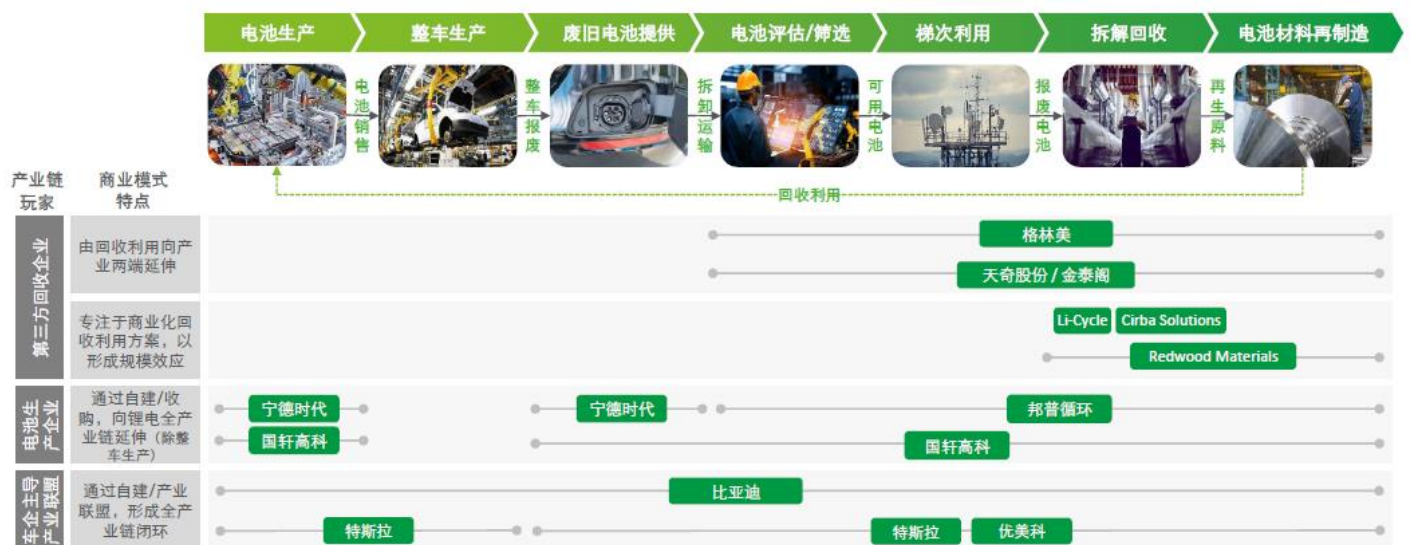 电池生产
整车生产
废旧电池提供
电池评估/筛选
梯次利用
拆解回收
电池材料再制造
电池销售
整车报废
拆卸运输
可用电池
报废电池
再生原料
回收利用
产业链
玩家
商业模式
特点
第三方回收企业
由回收利用向产
业两端延伸
格林美
天奇股份 / 金泰阁
专注于商业化回
收利用方案，以
形成规模效应
Li-Cycle
Cirba Solutions
Redwood Materials
电池生
产企业
通过自建/收
购，向锂电全产
业链延伸（除整
车生产）
宁德时代
宁德时代
邦普循环
国轩高科
国轩高科
车企主导
产业联盟
通过自建/产业
联盟，形成全产
业链闭环
比亚迪
特斯拉
特斯拉
优美科